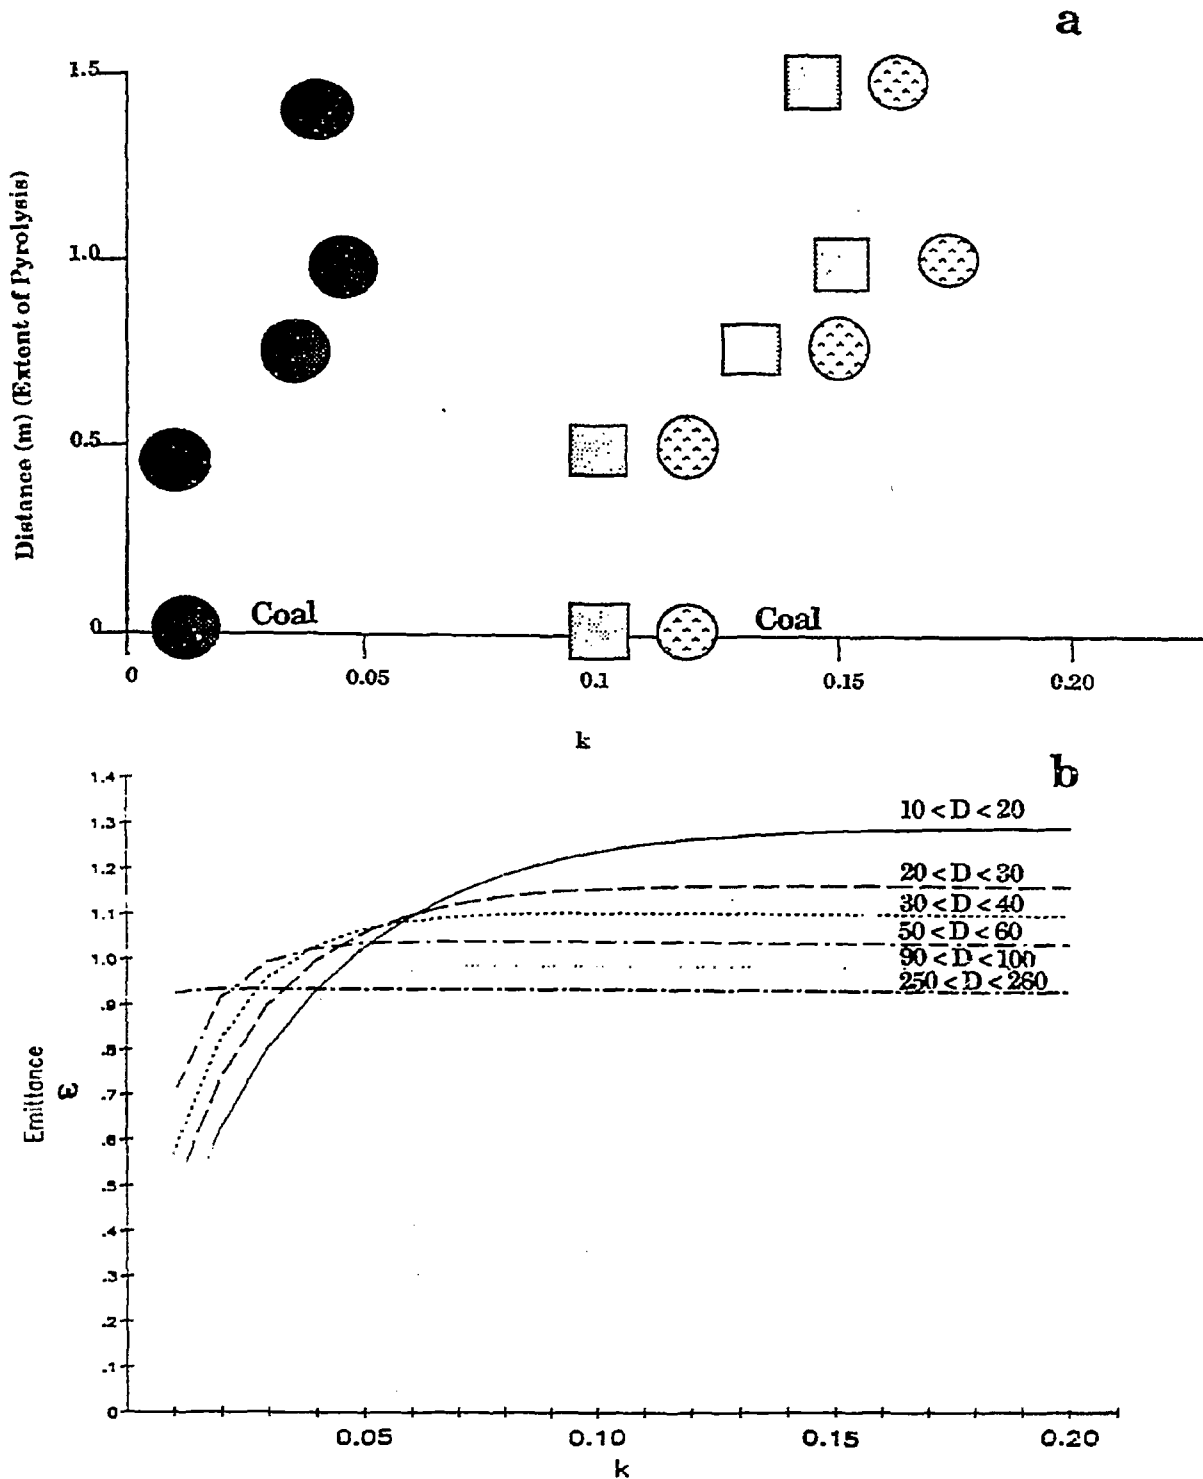 a
1.5
1.0
0.5
0
Distance (m) (Extent of Pyrolysis)
Coal
Coal
0
0.05
0.1
0.15
0.20
k
b
1.4
1.3
1.2
1.1
1.0
.9
.8
.7
.6
.5
.4
.3
.2
.1
0
Emittance
ε
10 < D < 20
20 < D < 30
30 < D < 40
50 < D < 60
90 < D < 100
250 < D < 260
0.05
0.10
0.15
0.20
k